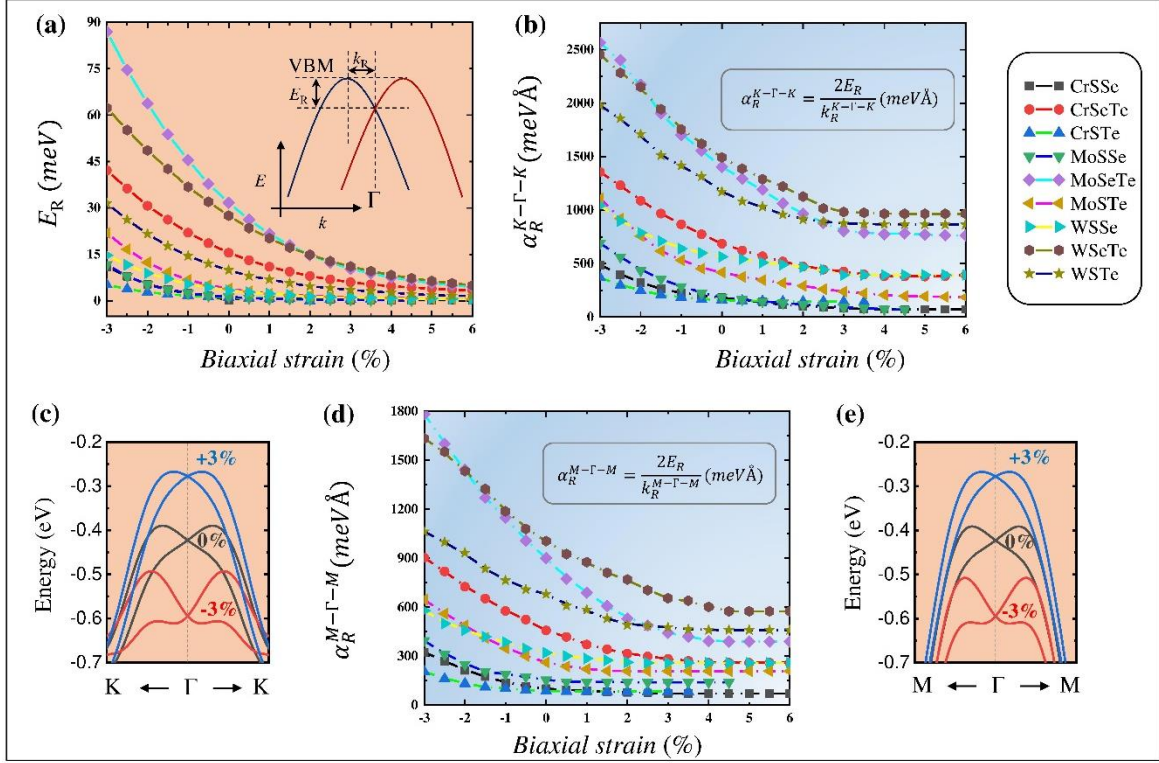 (a)
90
75
60
45
30
15
0
E_R (meV)
-3 -2 -1 0 1 2 3 4 5 6
Biaxial strain (%)
VBM
k_R
E_R
E
k
Γ
(b)
2500
2000
1500
1000
500
0
α_R^{K-Γ-K} (meVÅ)
α_R^{K-Γ-K} = 2E_R / k_R^{K-Γ-K} (meVÅ)
-3 -2 -1 0 1 2 3 4 5 6
Biaxial strain (%)
CrSSe
CrSeTe
CrSTe
MoSSe
MoSeTe
MoSTe
WSSe
WSeTe
WSTe
(c)
-0.2
-0.3
-0.4
-0.5
-0.6
-0.7
Energy (eV)
+3%
0%
-3%
K ← Γ → K
(d)
1800
1500
1200
900
600
300
0
α_R^{M-Γ-M} (meVÅ)
α_R^{M-Γ-M} = 2E_R / k_R^{M-Γ-M} (meVÅ)
-3 -2 -1 0 1 2 3 4 5 6
Biaxial strain (%)
(e)
-0.2
-0.3
-0.4
-0.5
-0.6
-0.7
Energy (eV)
+3%
0%
-3%
M ← Γ → M